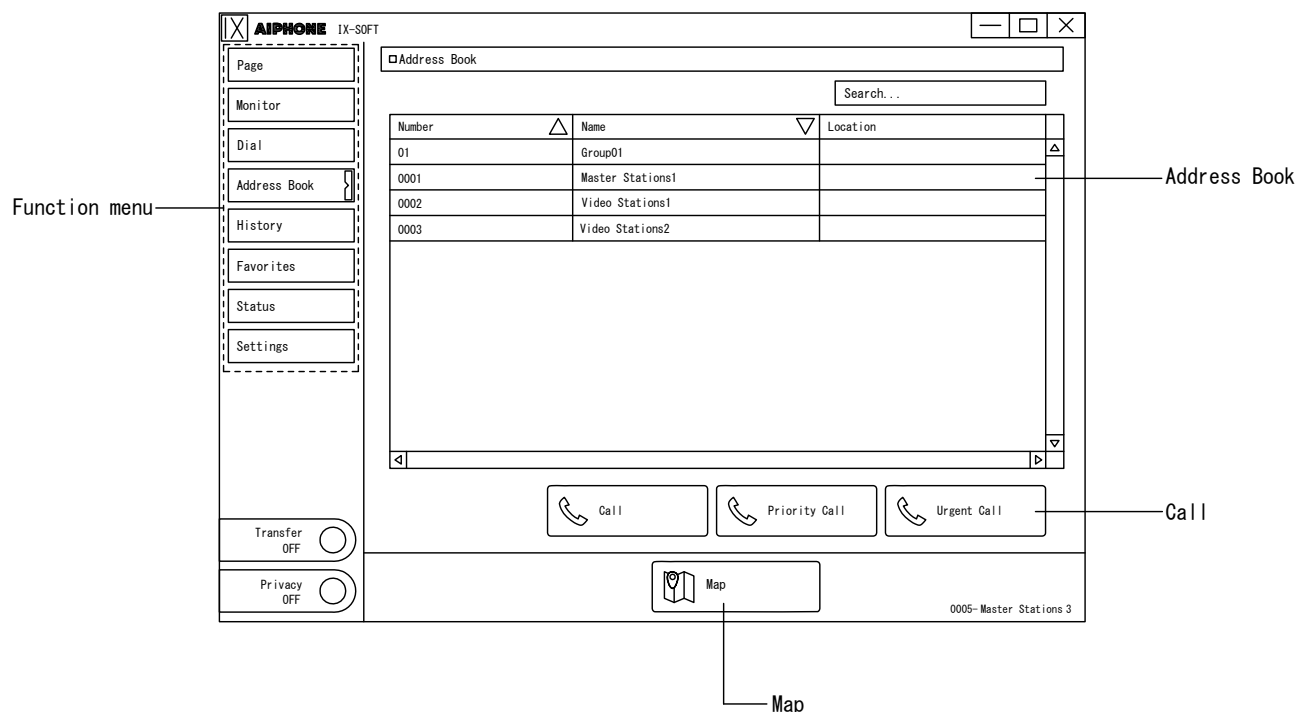 AIPHONE IX-SOFT
Page
Monitor
Dial
Address Book
History
Favorites
Status
Settings
Transfer
OFF
Privacy
OFF
Address Book
Search...
Number Name Location
01 Group01
0001 Master Stations1
0002 Video Stations1
0003 Video Stations2
Call Priority Call Urgent Call
Map
0005-Master Stations 3
Function menu
Address Book
Call
Map